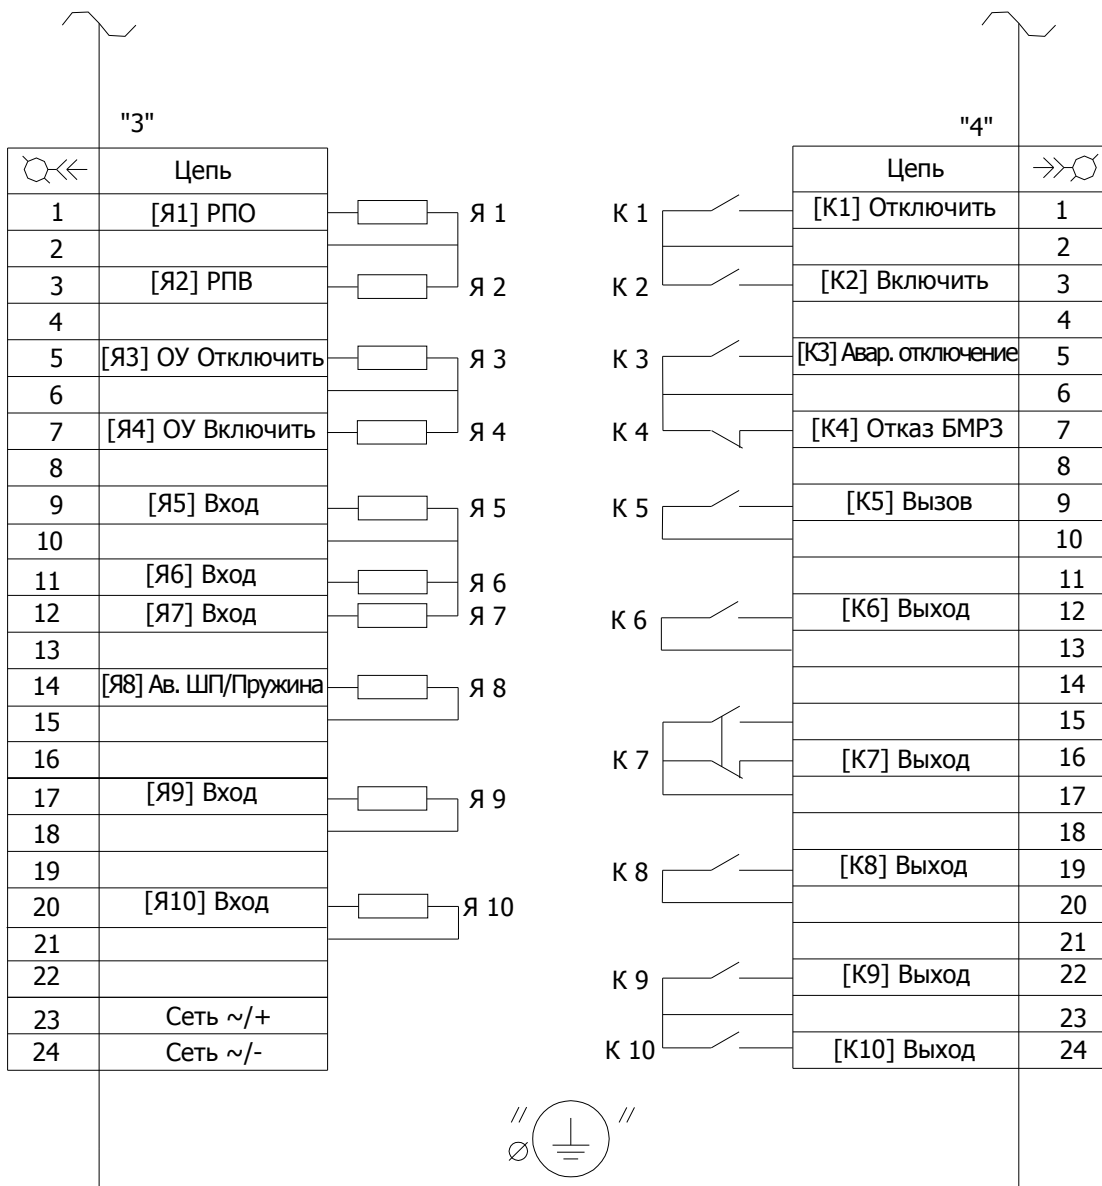 "3"
Цепь
1 [Я1] РПО Я 1
2
3 [Я2] РПВ Я 2
4
5 [Я3] ОУ Отключить Я 3
6
7 [Я4] ОУ Включить Я 4
8
9 [Я5] Вход Я 5
10
11 [Я6] Вход Я 6
12 [Я7] Вход Я 7
13
14 [Я8] Ав. ШП/Пружина Я 8
15
16
17 [Я9] Вход Я 9
18
19
20 [Я10] Вход Я 10
21
22
23 Сеть ~/+
24 Сеть ~/-
"4"
Цепь
К 1 [К1] Отключить 1
2
К 2 [К2] Включить 3
4
К 3 [К3] Авар. отключение 5
6
К 4 [К4] Отказ БМРЗ 7
8
К 5 [К5] Вызов 9
10
11
К 6 [К6] Выход 12
13
14
15
К 7 [К7] Выход 16
17
18
К 8 [К8] Выход 19
20
21
К 9 [К9] Выход 22
23
К 10 [К10] Выход 24